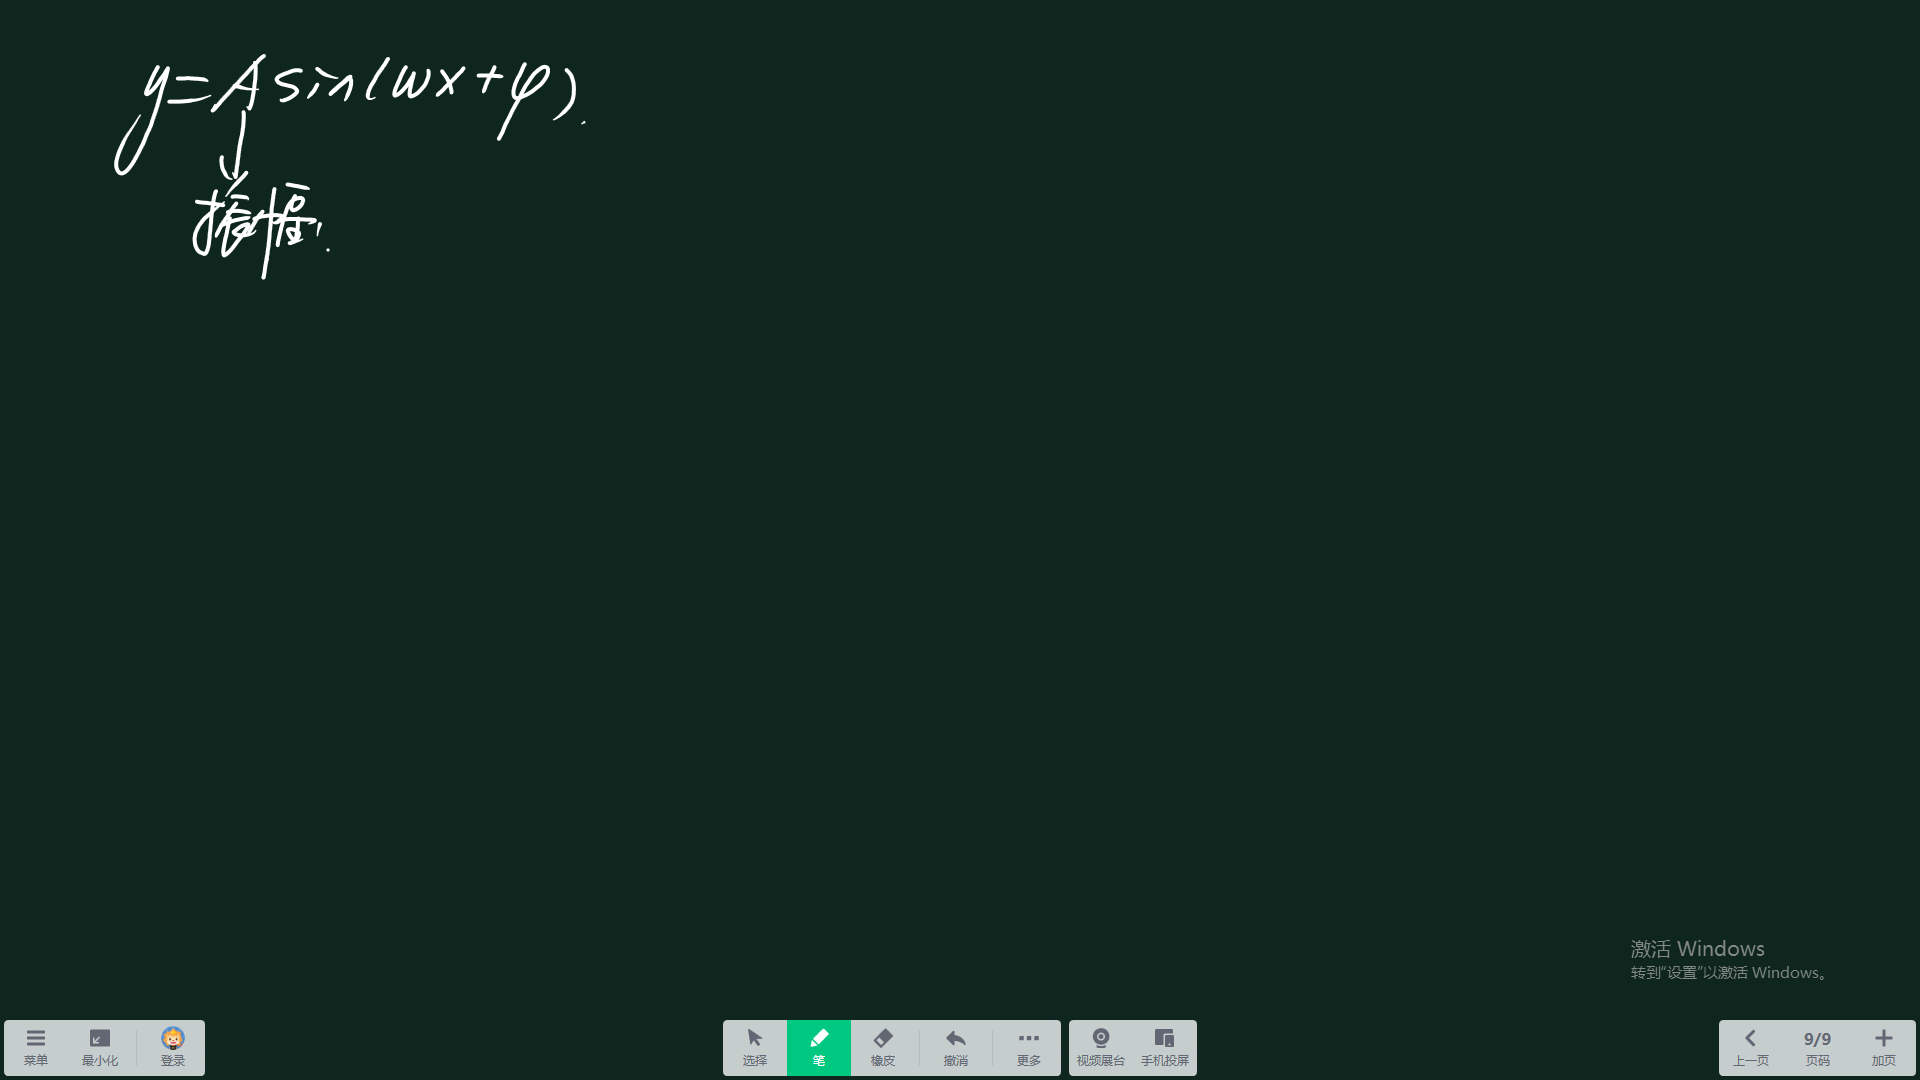 y=Asin(wx+φ).
振幅.
激活 Windows
转到“设置”以激活 Windows。
菜单 最小化 登录 选择 笔 橡皮 撤消 更多 视频展台 手机投屏 上一页 9/9 页码 加页